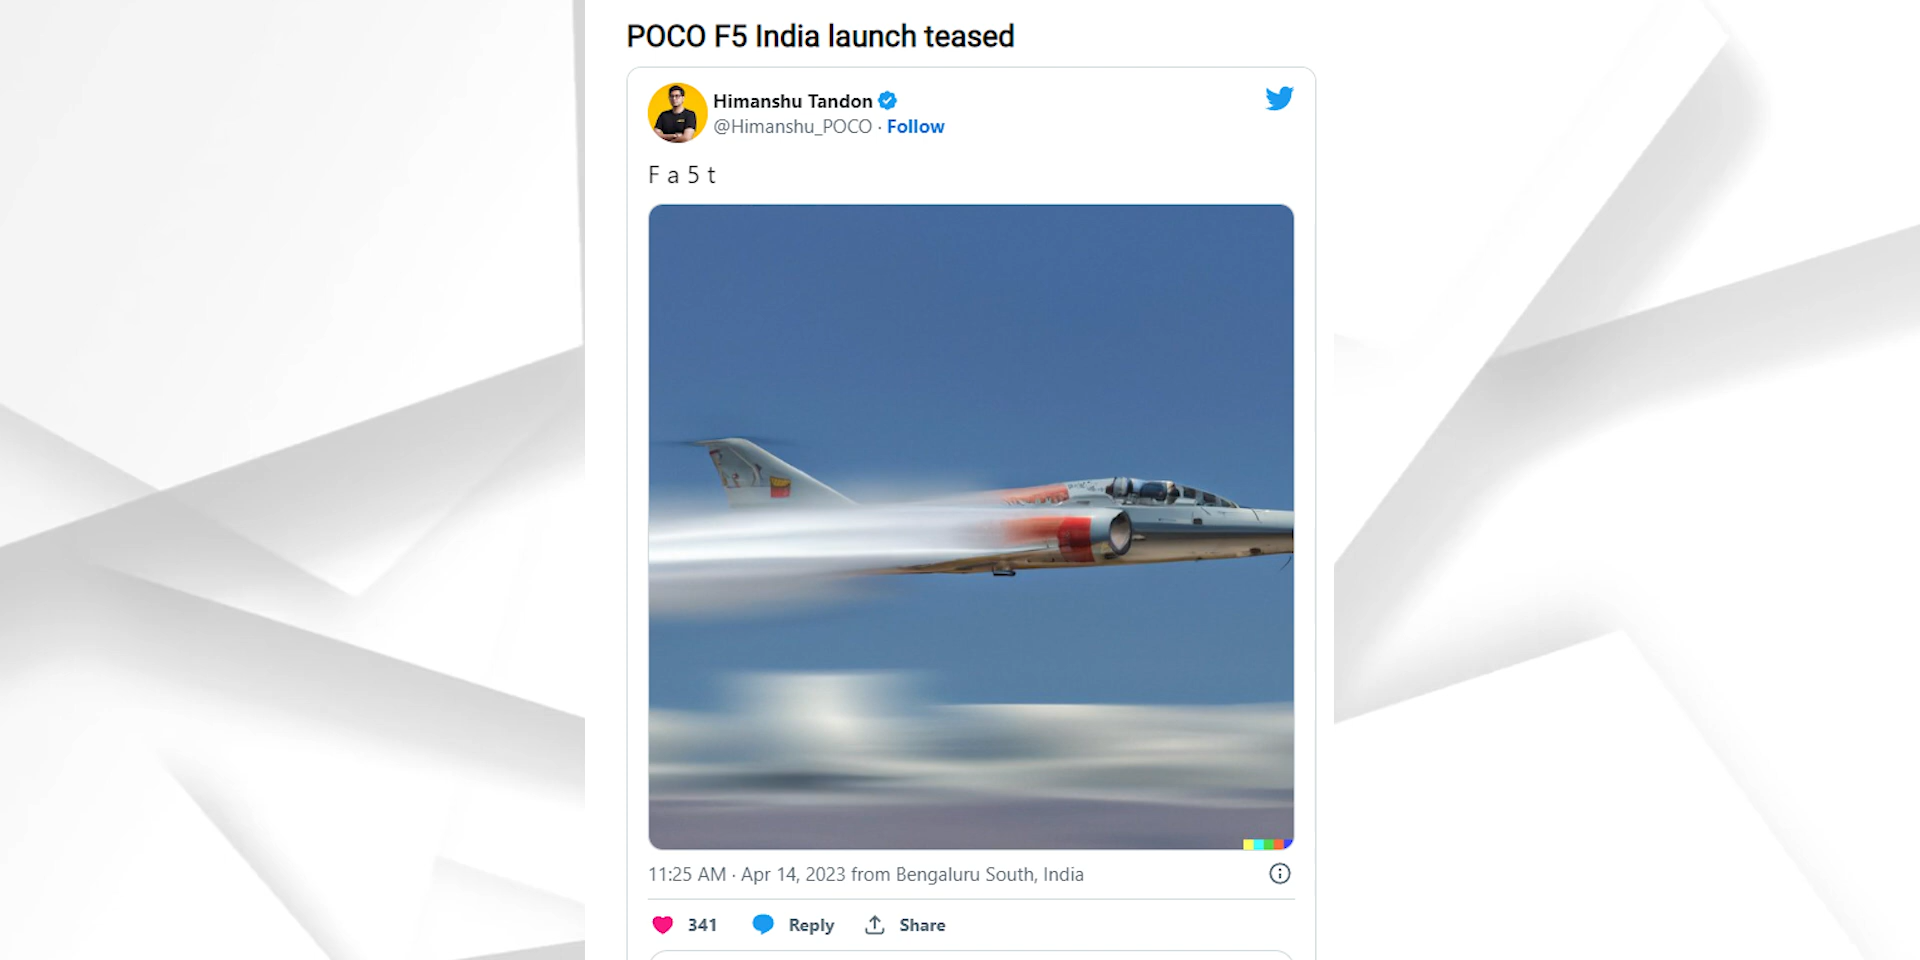 POCO F5 India launch teased
Himanshu Tandon
@Himanshu_POCO · Follow
F a 5 t
11:25 AM · Apr 14, 2023 from Bengaluru South, India
341 Reply Share